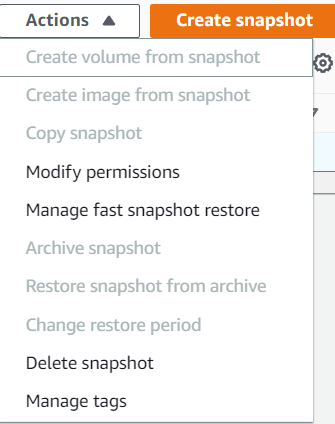 Actions
Create snapshot
Create volume from snapshot
Create image from snapshot
Copy snapshot
Modify permissions
Manage fast snapshot restore
Archive snapshot
Restore snapshot from archive
Change restore period
Delete snapshot
Manage tags